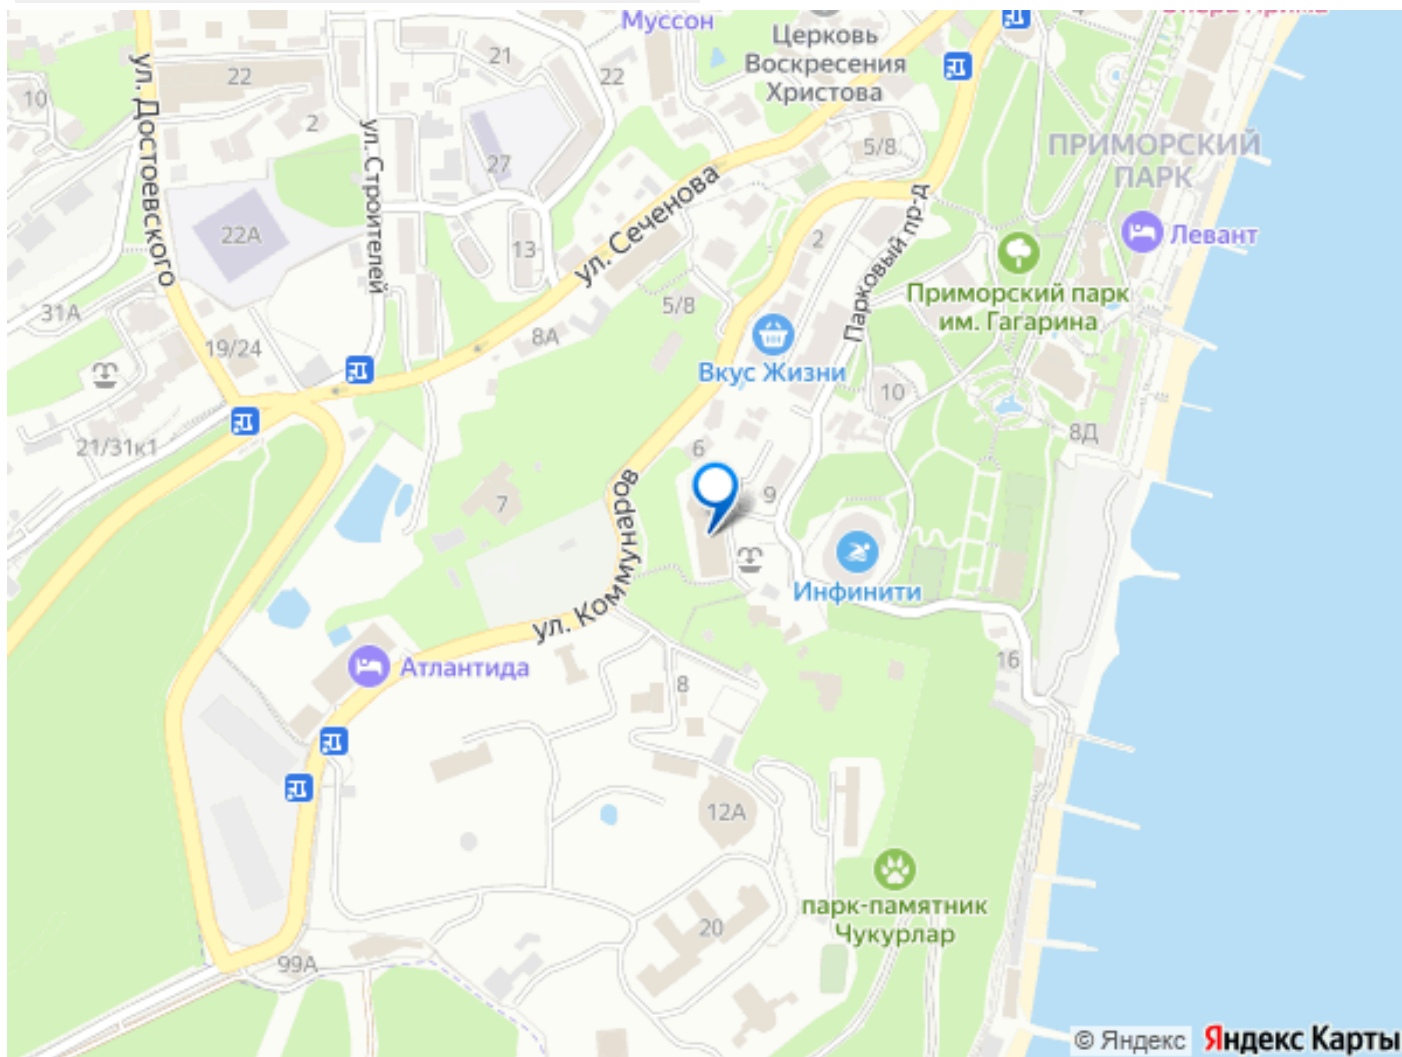 Муссон
Церковь
Воскресения
Христова
21
22
22
10
2
ул. Достоевского
ул. Строителей
27
5/8
ПРИМОРСКИЙ
ПАРК
ул. Сеченова
Парковый пр-д
22А
13
2
Левант
31А
5/8
Приморский парк
им. Гагарина
8А
19/24
Вкус Жизни
10
21/31к1
6
8Д
7
9
ул. Коммунаров
Инфинити
Атлантида
8
16
12А
парк-памятник
Чукурлар
20
99А
© Яндекс Яндекс Карты